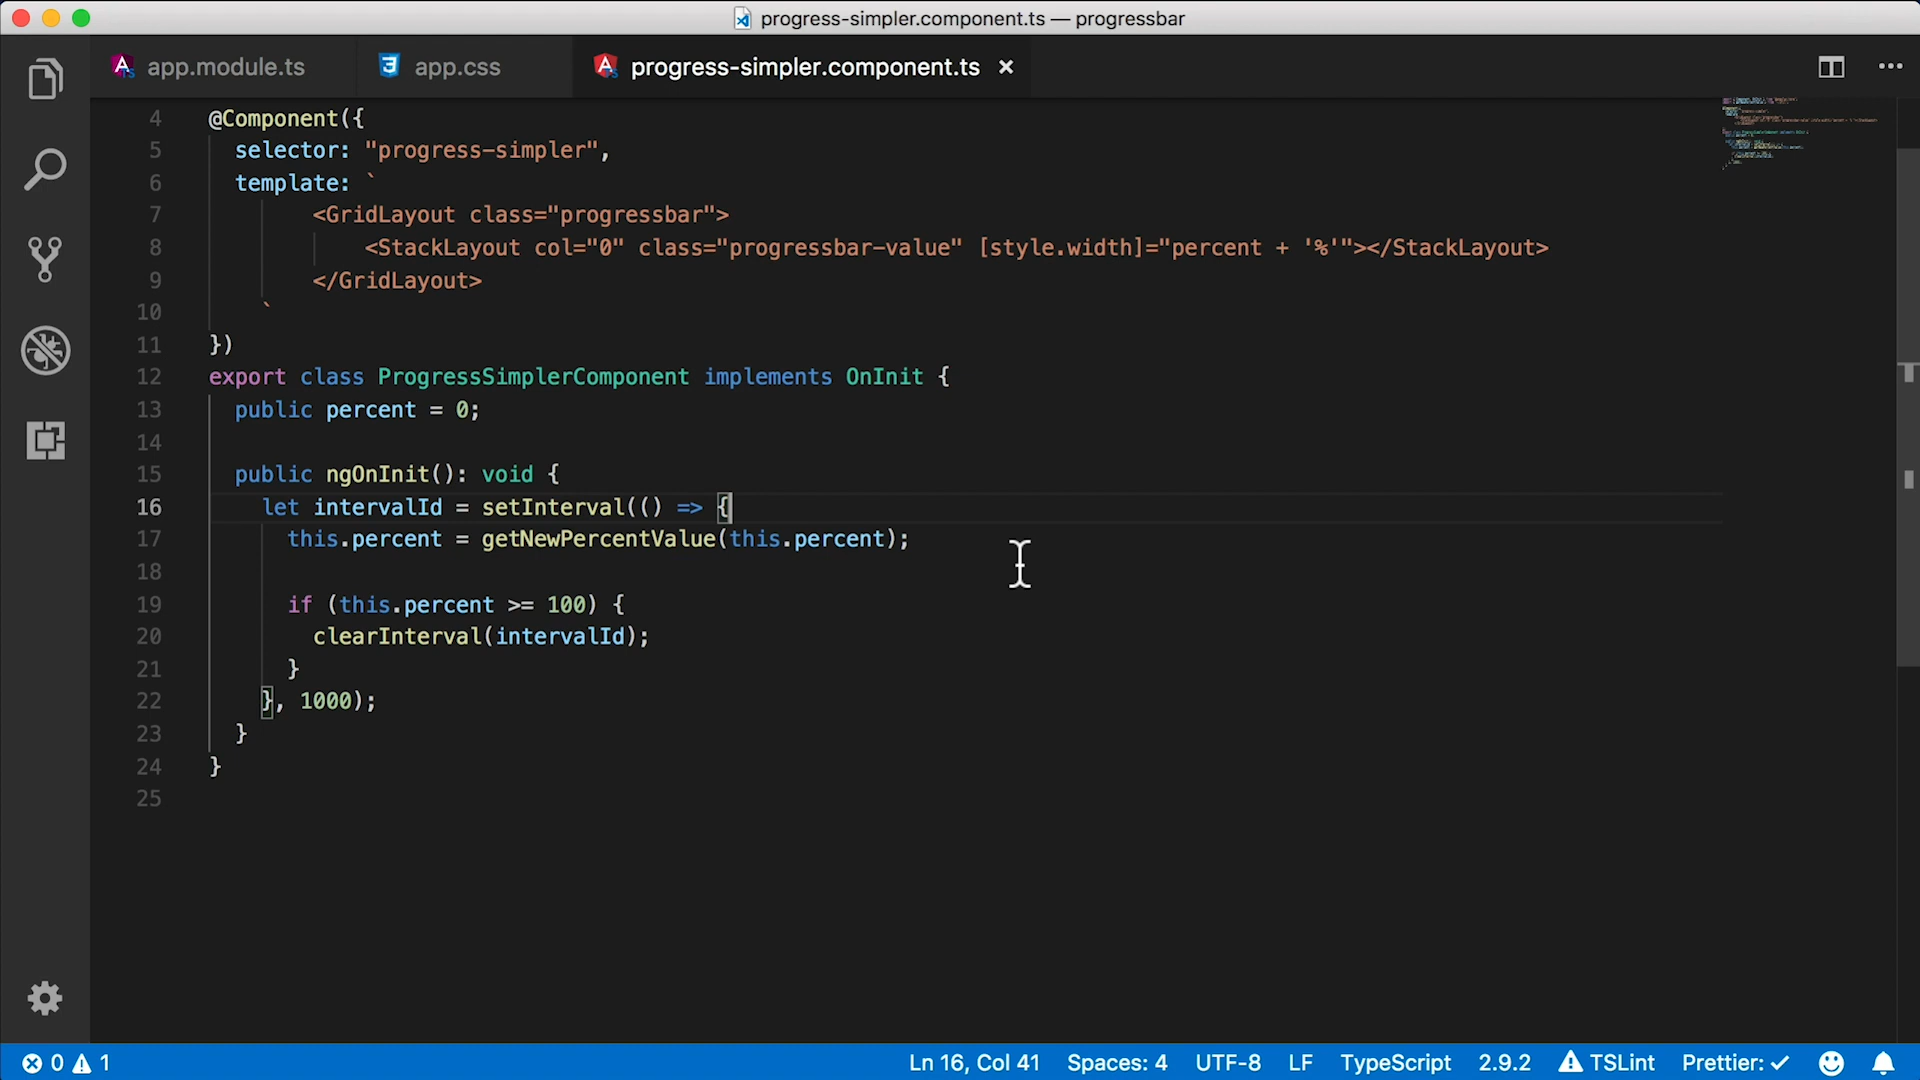 progress-simpler.component.ts — progressbar
app.module.ts
app.css
progress-simpler.component.ts ×
4 @Component({
5 selector: "progress-simpler",
6 template: `
7 <GridLayout class="progressbar">
8 <StackLayout col="0" class="progressbar-value" [style.width]="percent + '%'"></StackLayout>
9 </GridLayout>
10 `
11 })
12 export class ProgressSimplerComponent implements OnInit {
13 public percent = 0;
14
15 public ngOnInit(): void {
16 let intervalId = setInterval(() => {
17 this.percent = getNewPercentValue(this.percent);
18
19 if (this.percent >= 100) {
20 clearInterval(intervalId);
21 }
22 }, 1000);
23 }
24 }
25
0 1 Ln 16, Col 41 Spaces: 4 UTF-8 LF TypeScript 2.9.2 TSLint Prettier: ✓